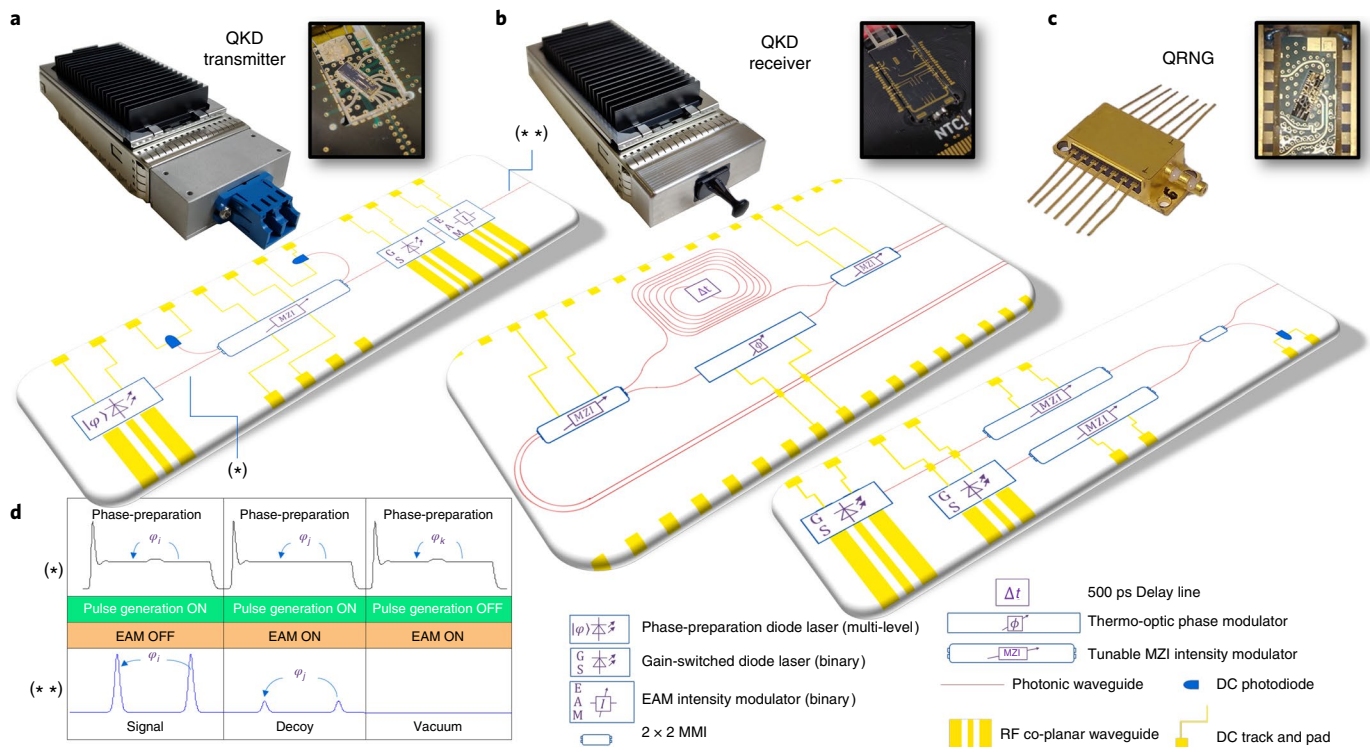 a
QKD
transmitter
b
QKD
receiver
NTC1
c
QRNG
(**)
E
A
M
I
G
S
MZI
|φ⟩
(*)
MZI
Δt
ϕ
MZI
MZI
MZI
G
S
G
S
d
Phase-preparation
Phase-preparation
Phase-preparation
(*)
φi
φj
φk
Pulse generation ON
Pulse generation ON
Pulse generation OFF
EAM OFF
EAM ON
EAM ON
(**)
φi
φj
Signal
Decoy
Vacuum
|φ⟩
Phase-preparation diode laser (multi-level)
G
S
Gain-switched diode laser (binary)
E
A
M
I
EAM intensity modulator (binary)
2 × 2 MMI
Δt
500 ps Delay line
ϕ
Thermo-optic phase modulator
MZI
Tunable MZI intensity modulator
Photonic waveguide
DC photodiode
RF co-planar waveguide
DC track and pad